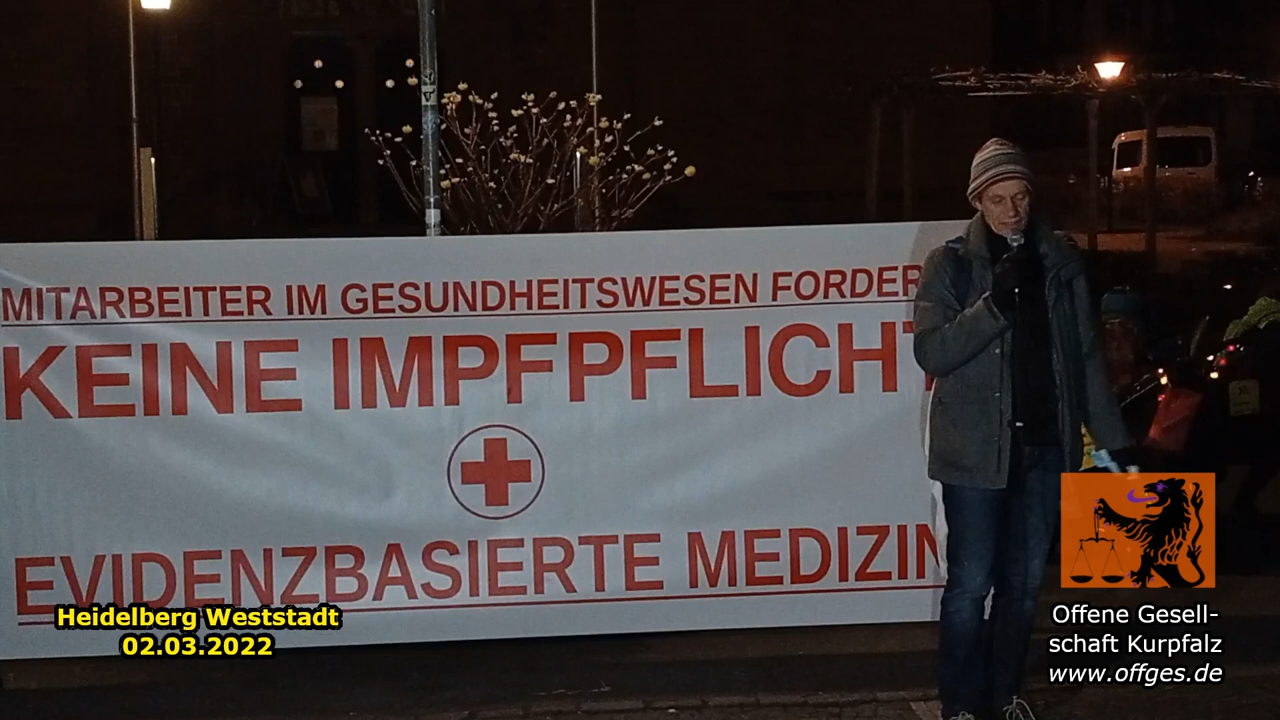 MITARBEITER IM GESUNDHEITSWESEN FORDER
KEINE IMPFPFLICHT
EVIDENZBASIERTE MEDIZIN
Heidelberg Weststadt
02.03.2022
Offene Gesell-
schaft Kurpfalz
www.offges.de